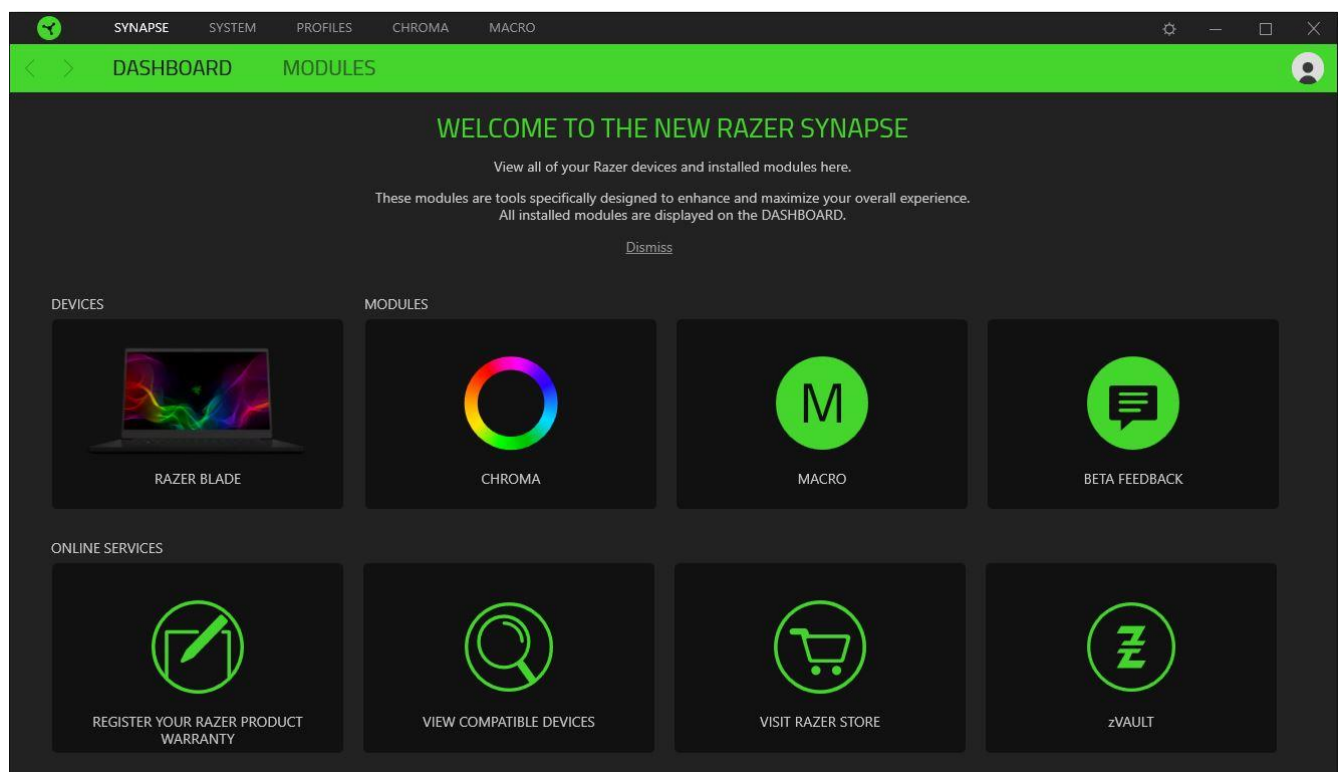 SYNAPSE SYSTEM PROFILES CHROMA MACRO
DASHBOARD MODULES
WELCOME TO THE NEW RAZER SYNAPSE
View all of your Razer devices and installed modules here.
These modules are tools specifically designed to enhance and maximize your overall experience.
All installed modules are displayed on the DASHBOARD.
Dismiss
DEVICES MODULES
M
RAZER BLADE CHROMA MACRO BETA FEEDBACK
ONLINE SERVICES
REGISTER YOUR RAZER PRODUCT
WARRANTY
VIEW COMPATIBLE DEVICES
VISIT RAZER STORE
zVAULT